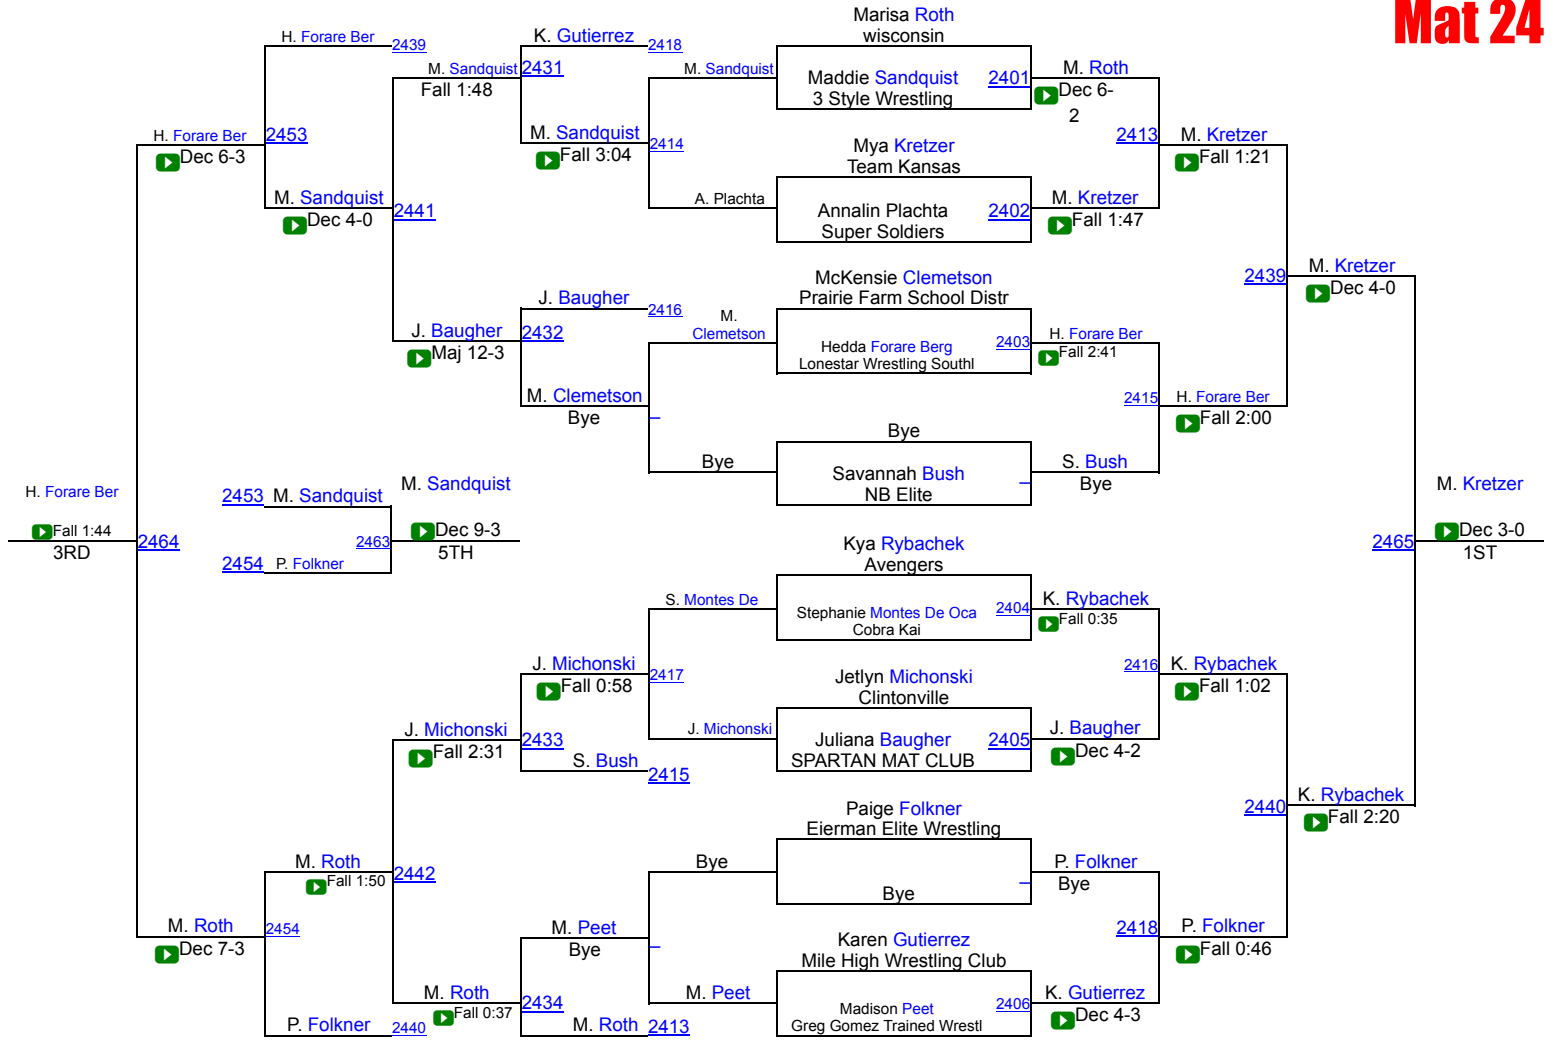 Mat 24
Marisa Roth
wisconsin
H. Forare Ber
2439
K. Gutierrez
2418
M. Sandquist
2431
Fall 1:48
M. Sandquist
Maddie Sandquist
2401
3 Style Wrestling
M. Roth
Dec 6-
2
H. Forare Ber
2453
Dec 6-3
M. Sandquist
Fall 3:04
2414
Mya Kretzer
Team Kansas
2413
M. Kretzer
Fall 1:21
M. Sandquist
Dec 4-0
2441
A. Plachta
Annalin Plachta
2402
Super Soldiers
M. Kretzer
Fall 1:47
McKensie Clemetson
Prairie Farm School Distr
2439
M. Kretzer
Dec 4-0
J. Baugher
2416
J. Baugher
2432
Maj 12-3
M.
Clemetson
Hedda Forare Berg
2403
Lonestar Wrestling Southl
H. Forare Ber
Fall 2:41
M. Clemetson
Bye
2415
H. Forare Ber
Fall 2:00
Bye
Bye
Savannah Bush
NB Elite
S. Bush
Bye
H. Forare Ber
Fall 1:44
3RD
2464
2453
M. Sandquist
2463
2454
P. Folkner
M. Sandquist
Dec 9-3
5TH
M. Kretzer
2465
Dec 3-0
1ST
Kya Rybachek
Avengers
S. Montes De
Stephanie Montes De Oca
2404
Cobra Kai
K. Rybachek
Fall 0:35
J. Michonski
Fall 0:58
2417
Jetlyn Michonski
Clintonville
2416
K. Rybachek
Fall 1:02
J. Michonski
Fall 2:31
2433
J. Michonski
Juliana Baugher
2405
SPARTAN MAT CLUB
J. Baugher
Dec 4-2
S. Bush
2415
Paige Folkner
Eierman Elite Wrestling
2440
K. Rybachek
Fall 2:20
M. Roth
Fall 1:50
2442
Bye
Bye
P. Folkner
Bye
M. Roth
2454
Dec 7-3
M. Peet
Bye
Karen Gutierrez
Mile High Wrestling Club
2418
P. Folkner
Fall 0:46
M. Roth
Fall 0:37
2434
M. Peet
Madison Peet
2406
Greg Gomez Trained Wrestl
K. Gutierrez
Dec 4-3
P. Folkner
2440
M. Roth
2413